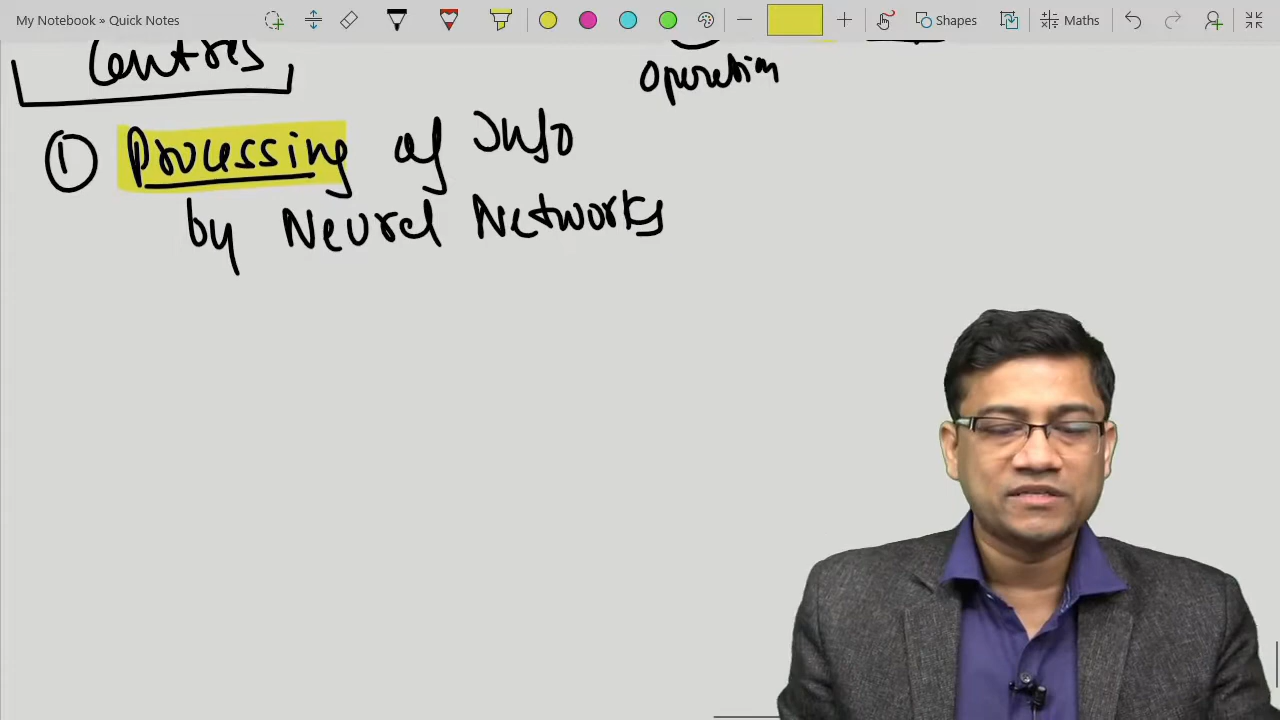 My Notebook » Quick Notes
Shapes
Maths
Centres
Operation
① Processing of Info
by Neural Networks